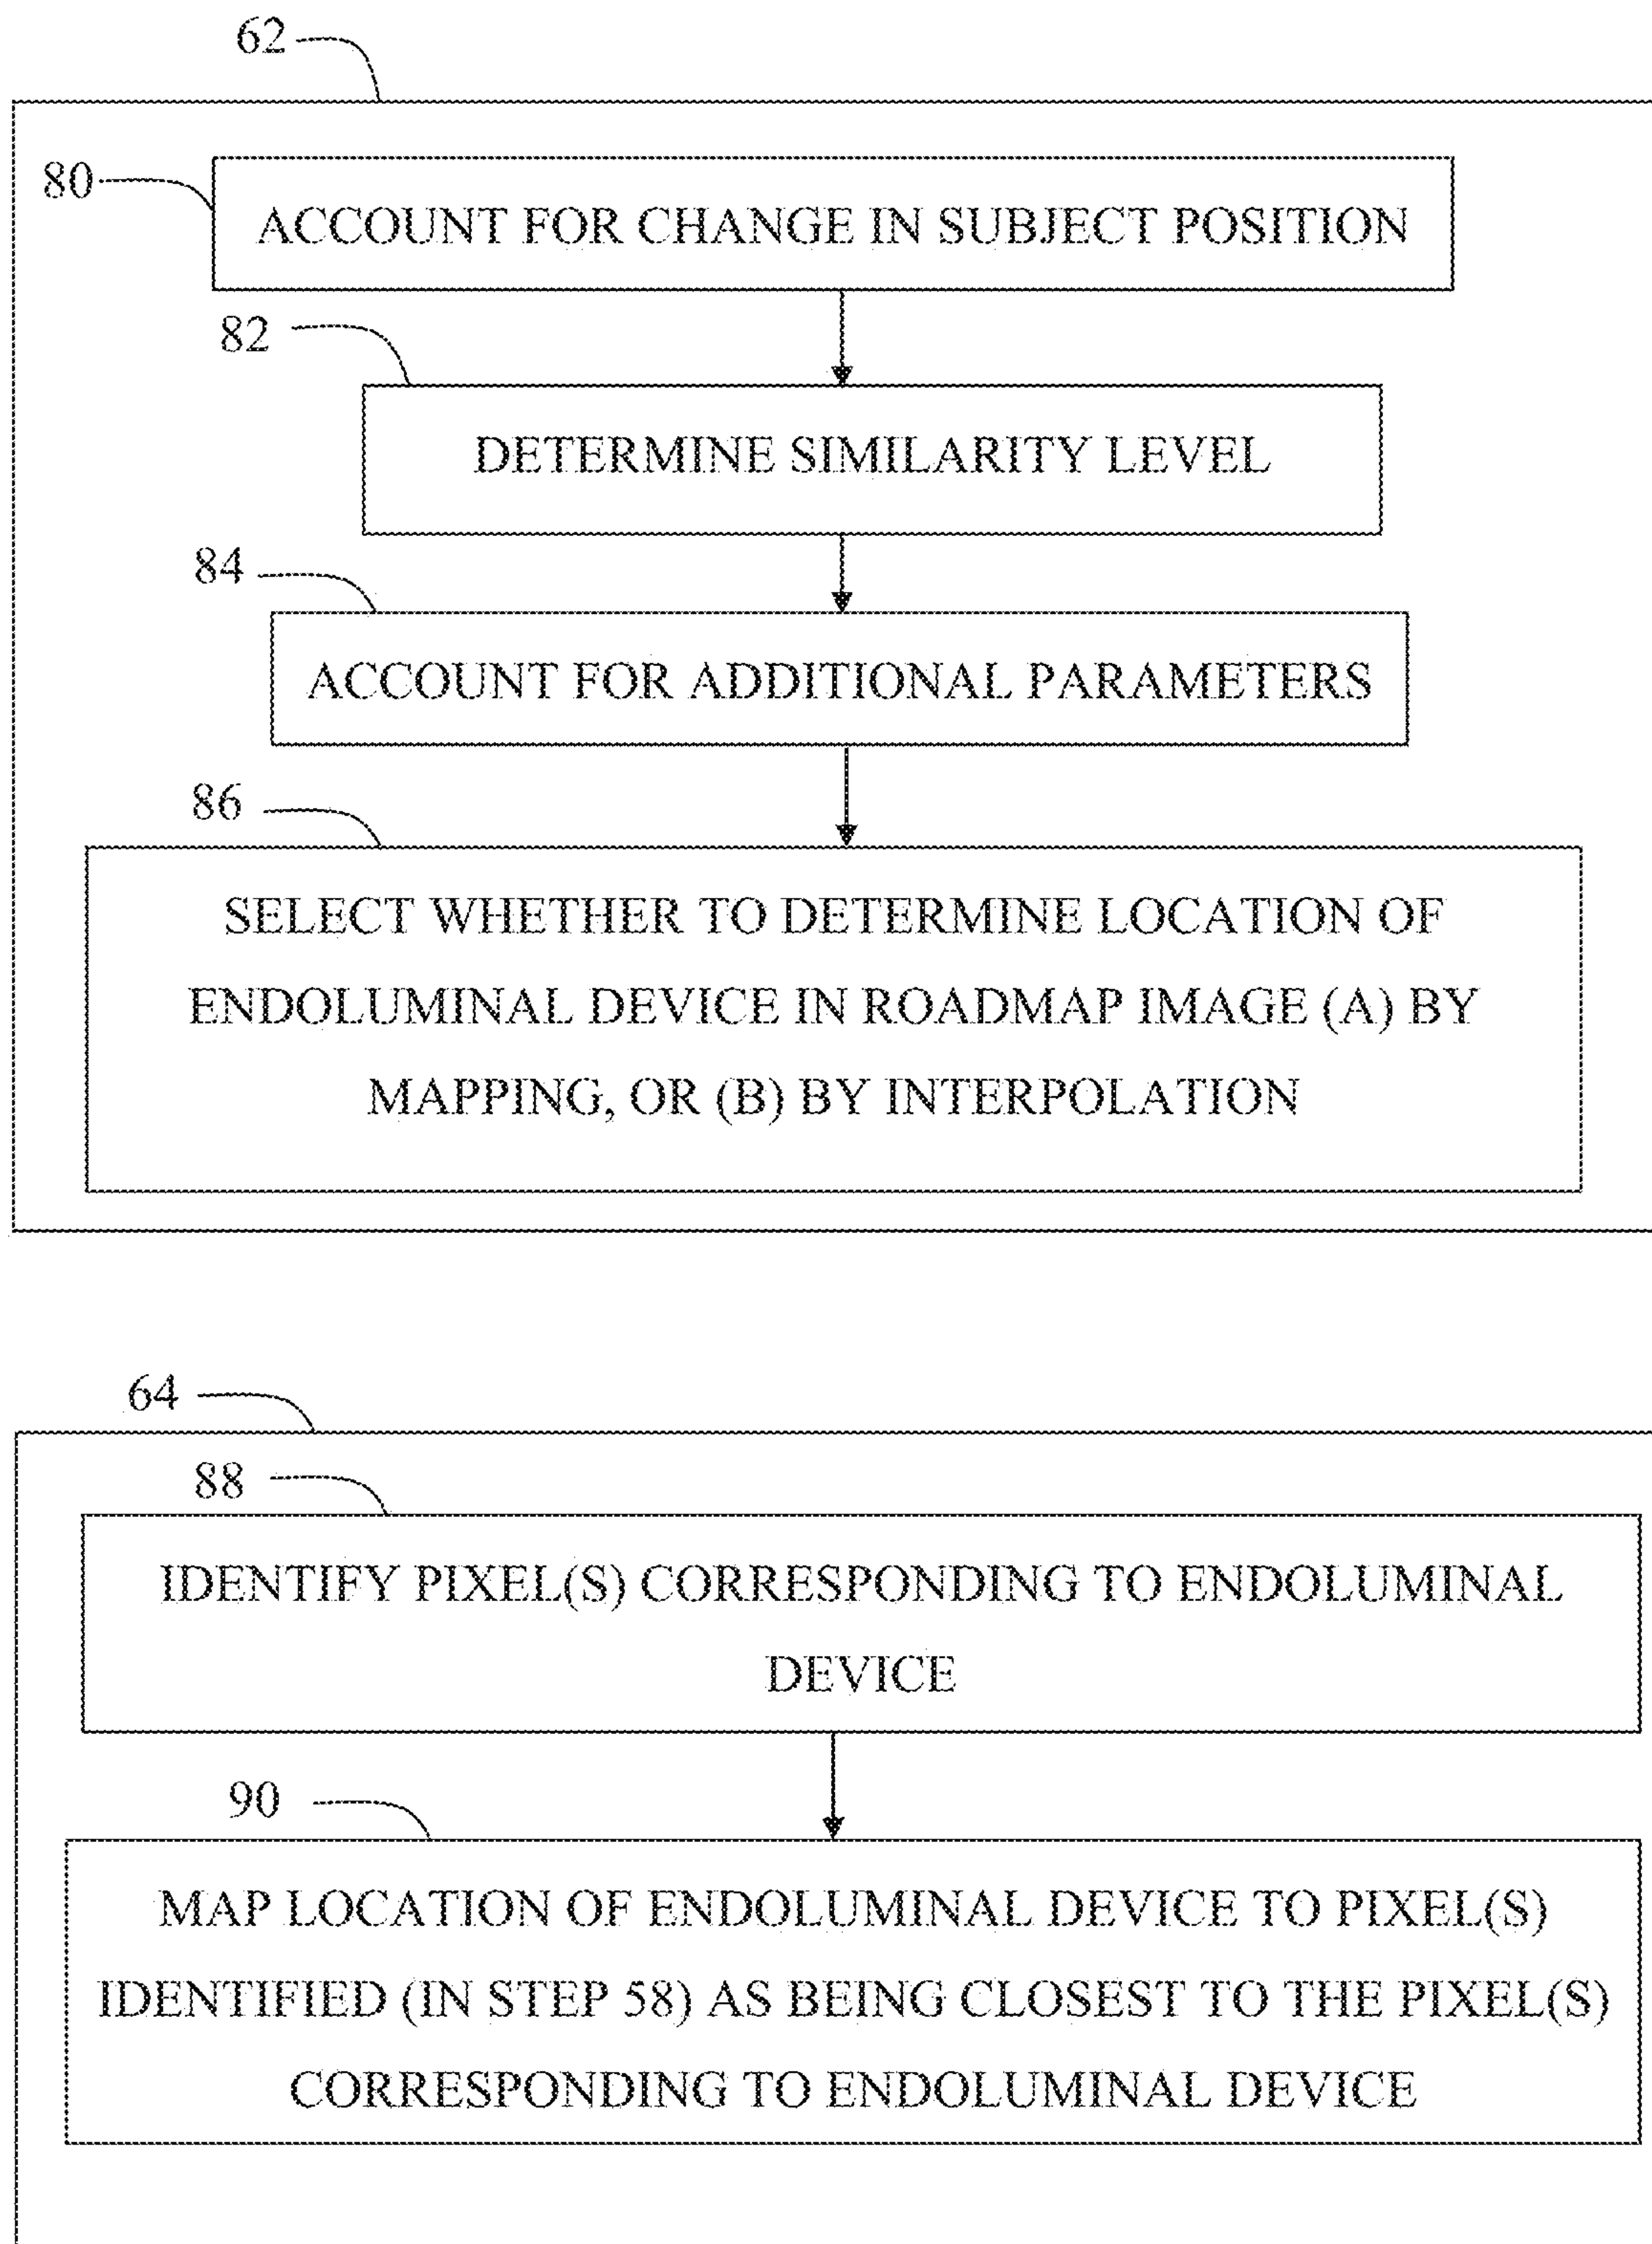 62
80
ACCOUNT FOR CHANGE IN SUBJECT POSITION
82
DETERMINE SIMILARITY LEVEL
84
ACCOUNT FOR ADDITIONAL PARAMETERS
86
SELECT WHETHER TO DETERMINE LOCATION OF
ENDOLUMINAL DEVICE IN ROADMAP IMAGE (A) BY
MAPPING, OR (B) BY INTERPOLATION
64
88
IDENTIFY PIXEL(S) CORRESPONDING TO ENDOLUMINAL
DEVICE
90
MAP LOCATION OF ENDOLUMINAL DEVICE TO PIXEL(S)
IDENTIFIED (IN STEP 58) AS BEING CLOSEST TO THE PIXEL(S)
CORRESPONDING TO ENDOLUMINAL DEVICE